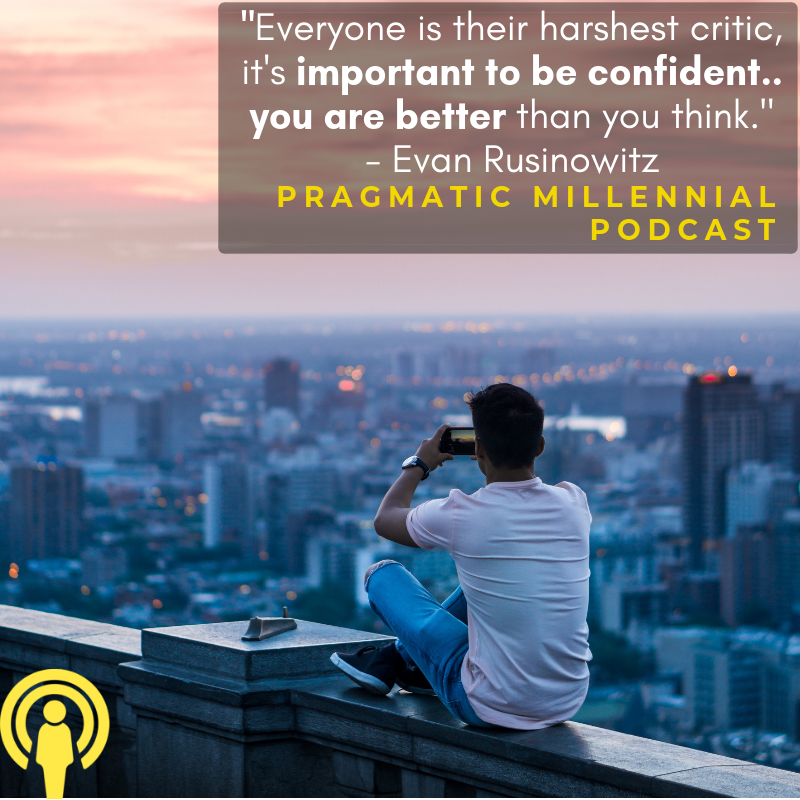 "Everyone is their harshest critic,
it's important to be confident..
you are better than you think."
- Evan Rusinowitz
PRAGMATIC MILLENNIAL
PODCAST